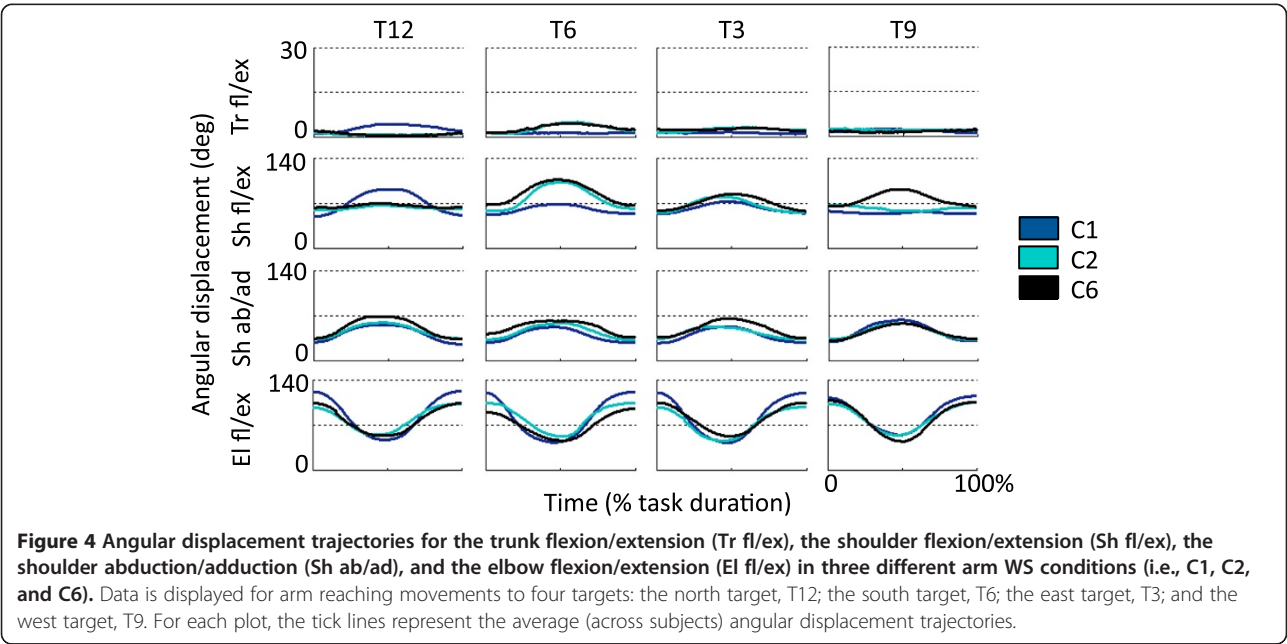 T12 T6 T3 T9
Angular displacement (deg)
Tr fl/ex
30
0
Sh fl/ex
140
0
Sh ab/ad
140
0
El fl/ex
140
0
C1
C2
C6
0 100%
Time (% task duration)
Figure 4 Angular displacement trajectories for the trunk flexion/extension (Tr fl/ex), the shoulder flexion/extension (Sh fl/ex), the
shoulder abduction/adduction (Sh ab/ad), and the elbow flexion/extension (El fl/ex) in three different arm WS conditions (i.e., C1, C2,
and C6). Data is displayed for arm reaching movements to four targets: the north target, T12; the south target, T6; the east target, T3; and the
west target, T9. For each plot, the tick lines represent the average (across subjects) angular displacement trajectories.